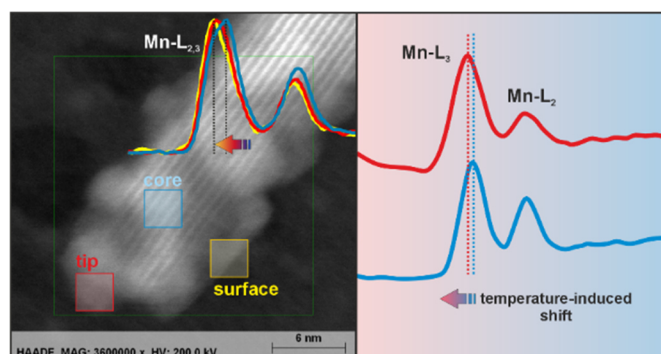 Mn-L2,3
core
tip
surface
HAADF MAG: 3600000 x HV: 200.0 kV
6 nm
Mn-L3
Mn-L2
temperature-induced
shift